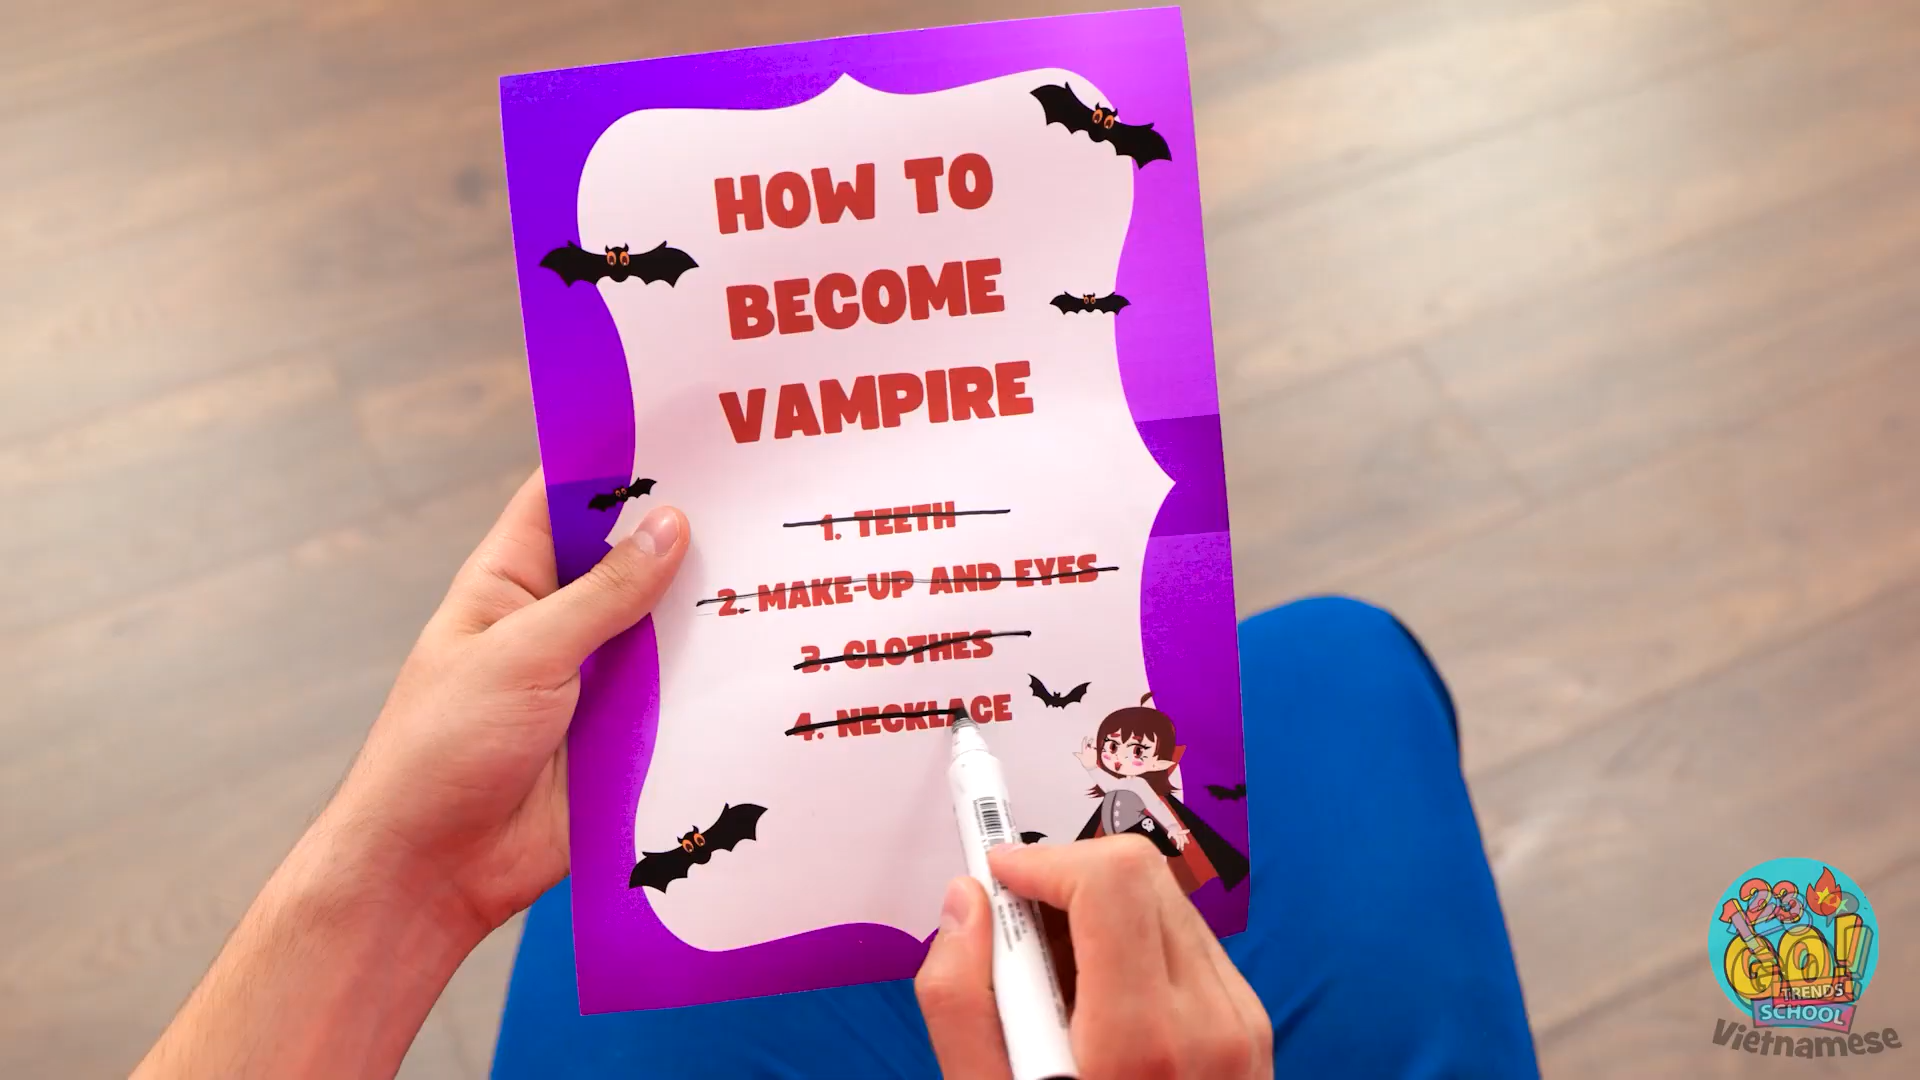 HOW TO
BECOME
VAMPIRE
1. TEETH
2. MAKE-UP AND EYES
3. CLOTHES
4. NECKLACE
123
GO!
TRENDS
SCHOOL
Vietnamese